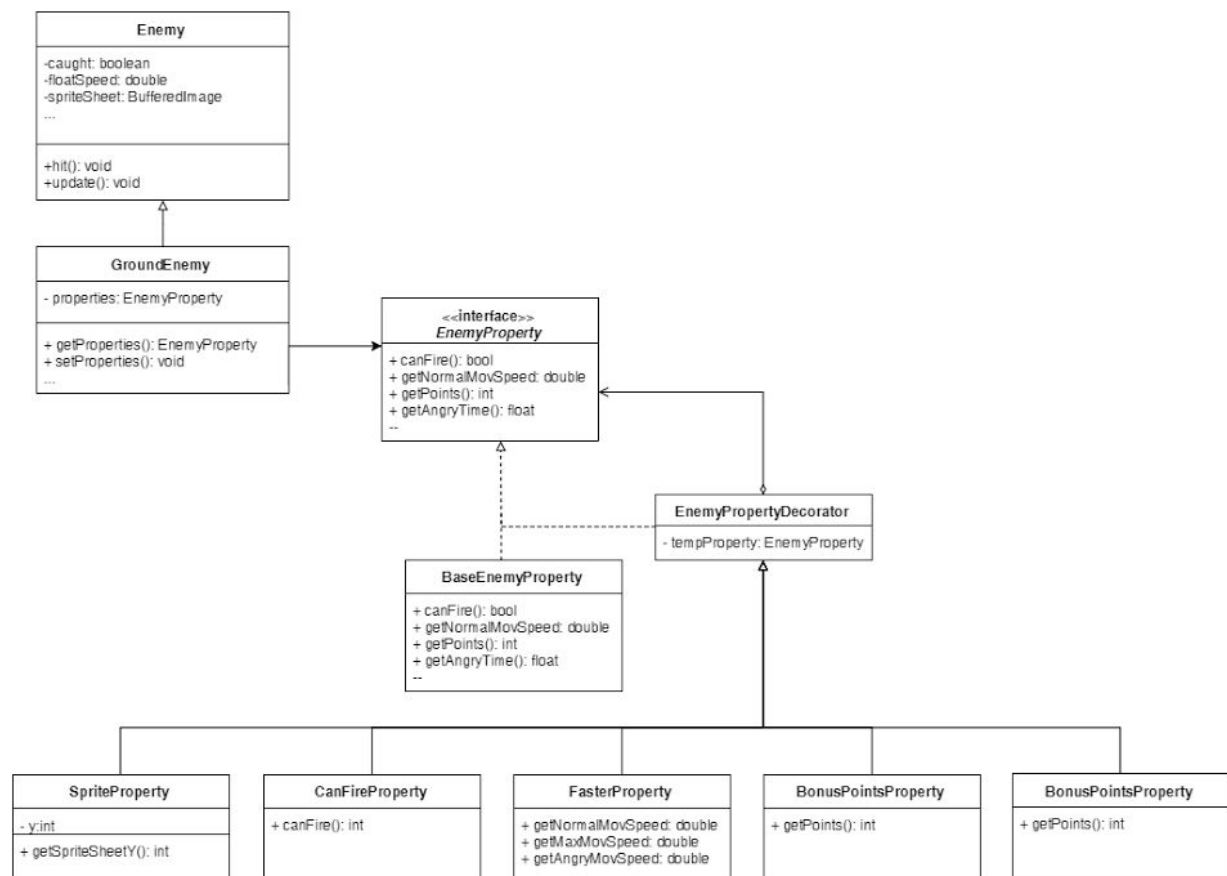 Enemy
-caught: boolean
-floatSpeed: double
-spriteSheet: BufferedImage
...
+hit(): void
+update(): void
GroundEnemy
- properties: EnemyProperty
+ getProperties(): EnemyProperty
+ setProperties(): void
...
<<interface>>
EnemyProperty
+ canFire(): bool
+ getNormalMovSpeed: double
+ getPoints(): int
+ getAngryTime(): float
--
EnemyPropertyDecorator
- tempProperty: EnemyProperty
BaseEnemyProperty
+ canFire(): bool
+ getNormalMovSpeed: double
+ getPoints(): int
+ getAngryTime(): float
--
SpriteProperty
- y:int
+ getSpriteSheetY(): int
CanFireProperty
+ canFire(): int
FasterProperty
+ getNormalMovSpeed: double
+ getMaxMovSpeed: double
+ getAngryMovSpeed: double
BonusPointsProperty
+ getPoints(): int
BonusPointsProperty
+ getPoints(): int